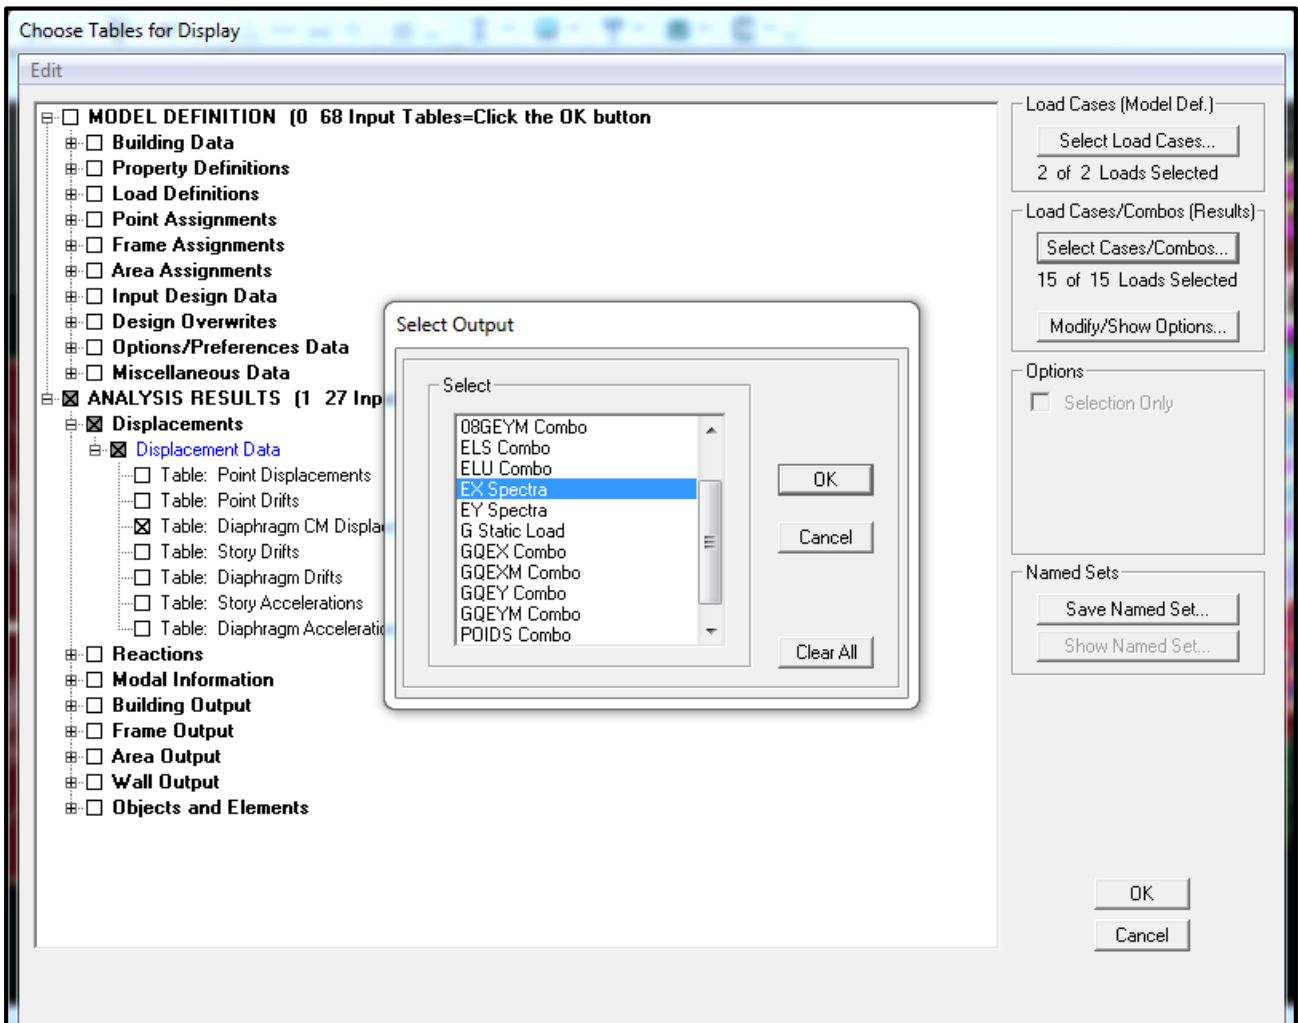 Choose Tables for Display
Edit
MODEL DEFINITION (0 68 Input Tables=Click the OK button
Building Data
Property Definitions
Load Definitions
Point Assignments
Frame Assignments
Area Assignments
Input Design Data
Design Overwrites
Options/Preferences Data
Miscellaneous Data
ANALYSIS RESULTS (1 27 Inp
Displacements
Displacement Data
Table: Point Displacements
Table: Point Drifts
Table: Diaphragm CM Displa
Table: Story Drifts
Table: Diaphragm Drifts
Table: Story Accelerations
Table: Diaphragm Acceleratio
Reactions
Modal Information
Building Output
Frame Output
Area Output
Wall Output
Objects and Elements
Select Output
Select
08GEYM Combo
ELS Combo
ELU Combo
EX Spectra
EY Spectra
G Static Load
GQEX Combo
GQEXM Combo
GQEY Combo
GQEYM Combo
POIDS Combo
OK
Cancel
Clear All
Load Cases (Model Def.)
Select Load Cases...
2 of 2 Loads Selected
Load Cases/Combos (Results)
Select Cases/Combos...
15 of 15 Loads Selected
Modify/Show Options...
Options
Selection Only
Named Sets
Save Named Set...
Show Named Set...
OK
Cancel